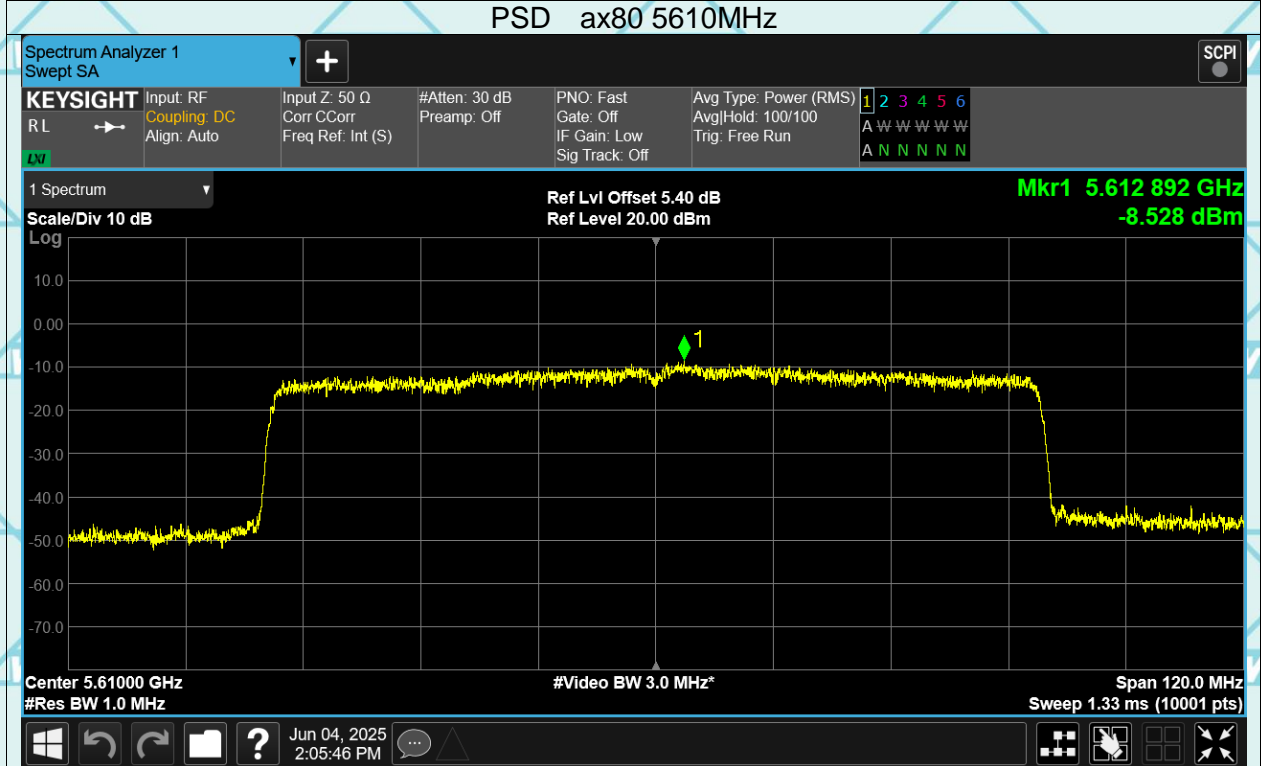 PSD ax80 5610MHz
Spectrum Analyzer 1
Swept SA
+
SCPI
KEYSIGHT
R L
LXI
Input: RF
Coupling: DC
Align: Auto
Input Z: 50 Ω
Corr CCorr
Freq Ref: Int (S)
#Atten: 30 dB
Preamp: Off
PNO: Fast
Gate: Off
IF Gain: Low
Sig Track: Off
Avg Type: Power (RMS)
Avg|Hold: 100/100
Trig: Free Run
1 2 3 4 5 6
A W W W W W
A N N N N N
1 Spectrum
Scale/Div 10 dB
Log
Ref Lvl Offset 5.40 dB
Ref Level 20.00 dBm
Mkr1 5.612 892 GHz
-8.528 dBm
10.0
0.00
-10.0
-20.0
-30.0
-40.0
-50.0
-60.0
-70.0
1
Center 5.61000 GHz
#Res BW 1.0 MHz
#Video BW 3.0 MHz*
Span 120.0 MHz
Sweep 1.33 ms (10001 pts)
?
Jun 04, 2025
2:05:46 PM